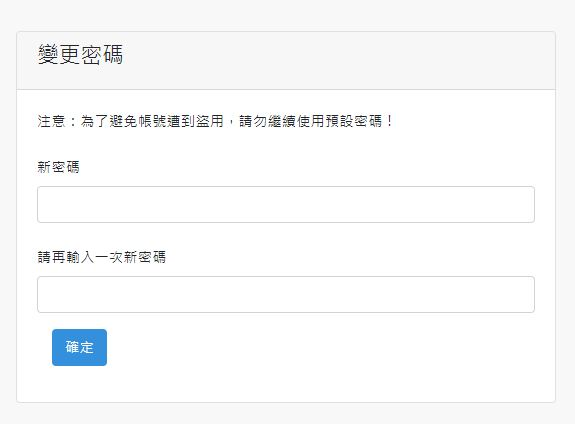 變更密碼
注意：為了避免帳號遭到盜用，請勿繼續使用預設密碼！
新密碼
請再輸入一次新密碼
確定